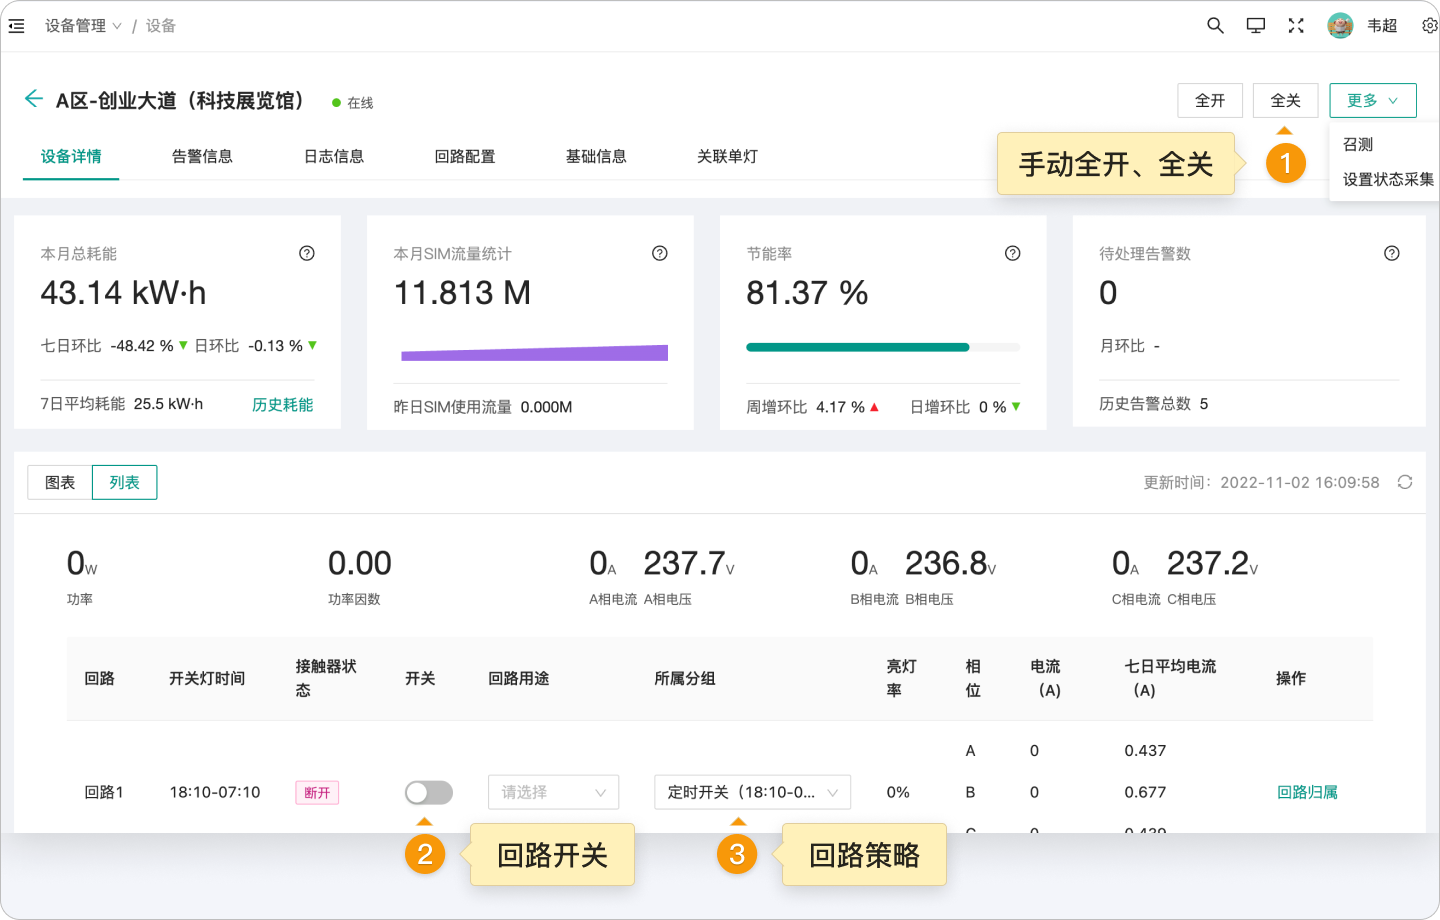 设备管理 / 设备
韦超
A区-创业大道（科技展览馆） 在线
全开 全关 更多
召测
设置状态采集
手动全开、全关 1
设备详情 告警信息 日志信息 回路配置 基础信息 关联单灯
本月总耗能
43.14 kW·h
七日环比 -48.42 % 日环比 -0.13 %
7日平均耗能 25.5 kW·h 历史耗能
本月SIM流量统计
11.813 M
昨日SIM使用流量 0.000M
节能率
81.37 %
周增环比 4.17 % 日增环比 0 %
待处理告警数
0
月环比 -
历史告警总数 5
图表 列表
更新时间：2022-11-02 16:09:58
0W 0.00 0A 237.7V 0A 236.8V 0A 237.2V
功率 功率因数 A相电流 A相电压 B相电流 B相电压 C相电流 C相电压
回路 开关灯时间 接触器状态 开关 回路用途 所属分组 亮灯率 相位 电流（A） 七日平均电流（A） 操作
A 0 0.437
回路1 18:10-07:10 断开 请选择 定时开关（18:10-0... 0% B 0 0.677 回路归属
C 0 0.439
2 回路开关
3 回路策略